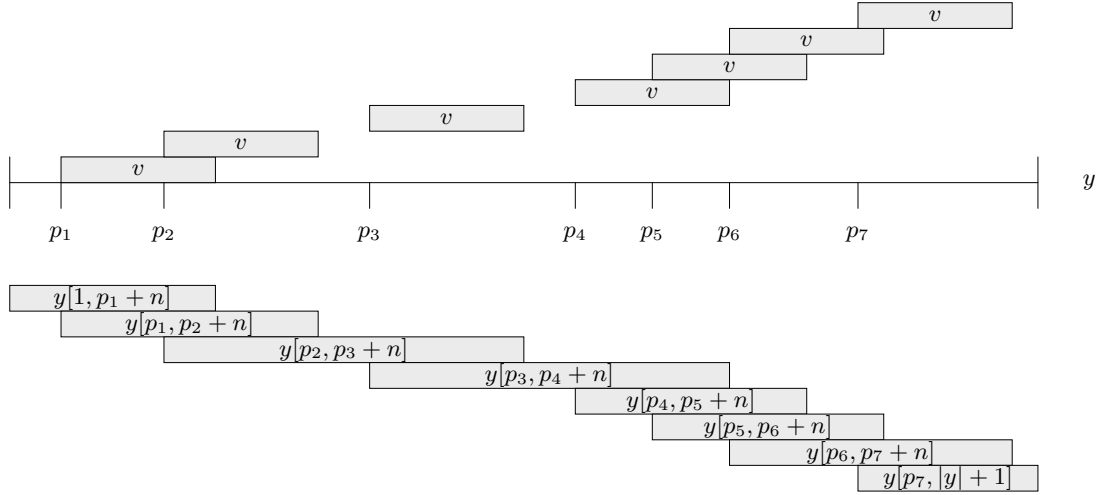 v
v
v
v
v
v
v
y
p₁ p₂ p₃ p₄ p₅ p₆ p₇
y[1, p₁ + n]
y[p₁, p₂ + n]
y[p₂, p₃ + n]
y[p₃, p₄ + n]
y[p₄, p₅ + n]
y[p₅, p₆ + n]
y[p₆, p₇ + n]
y[p₇, |y| + 1]